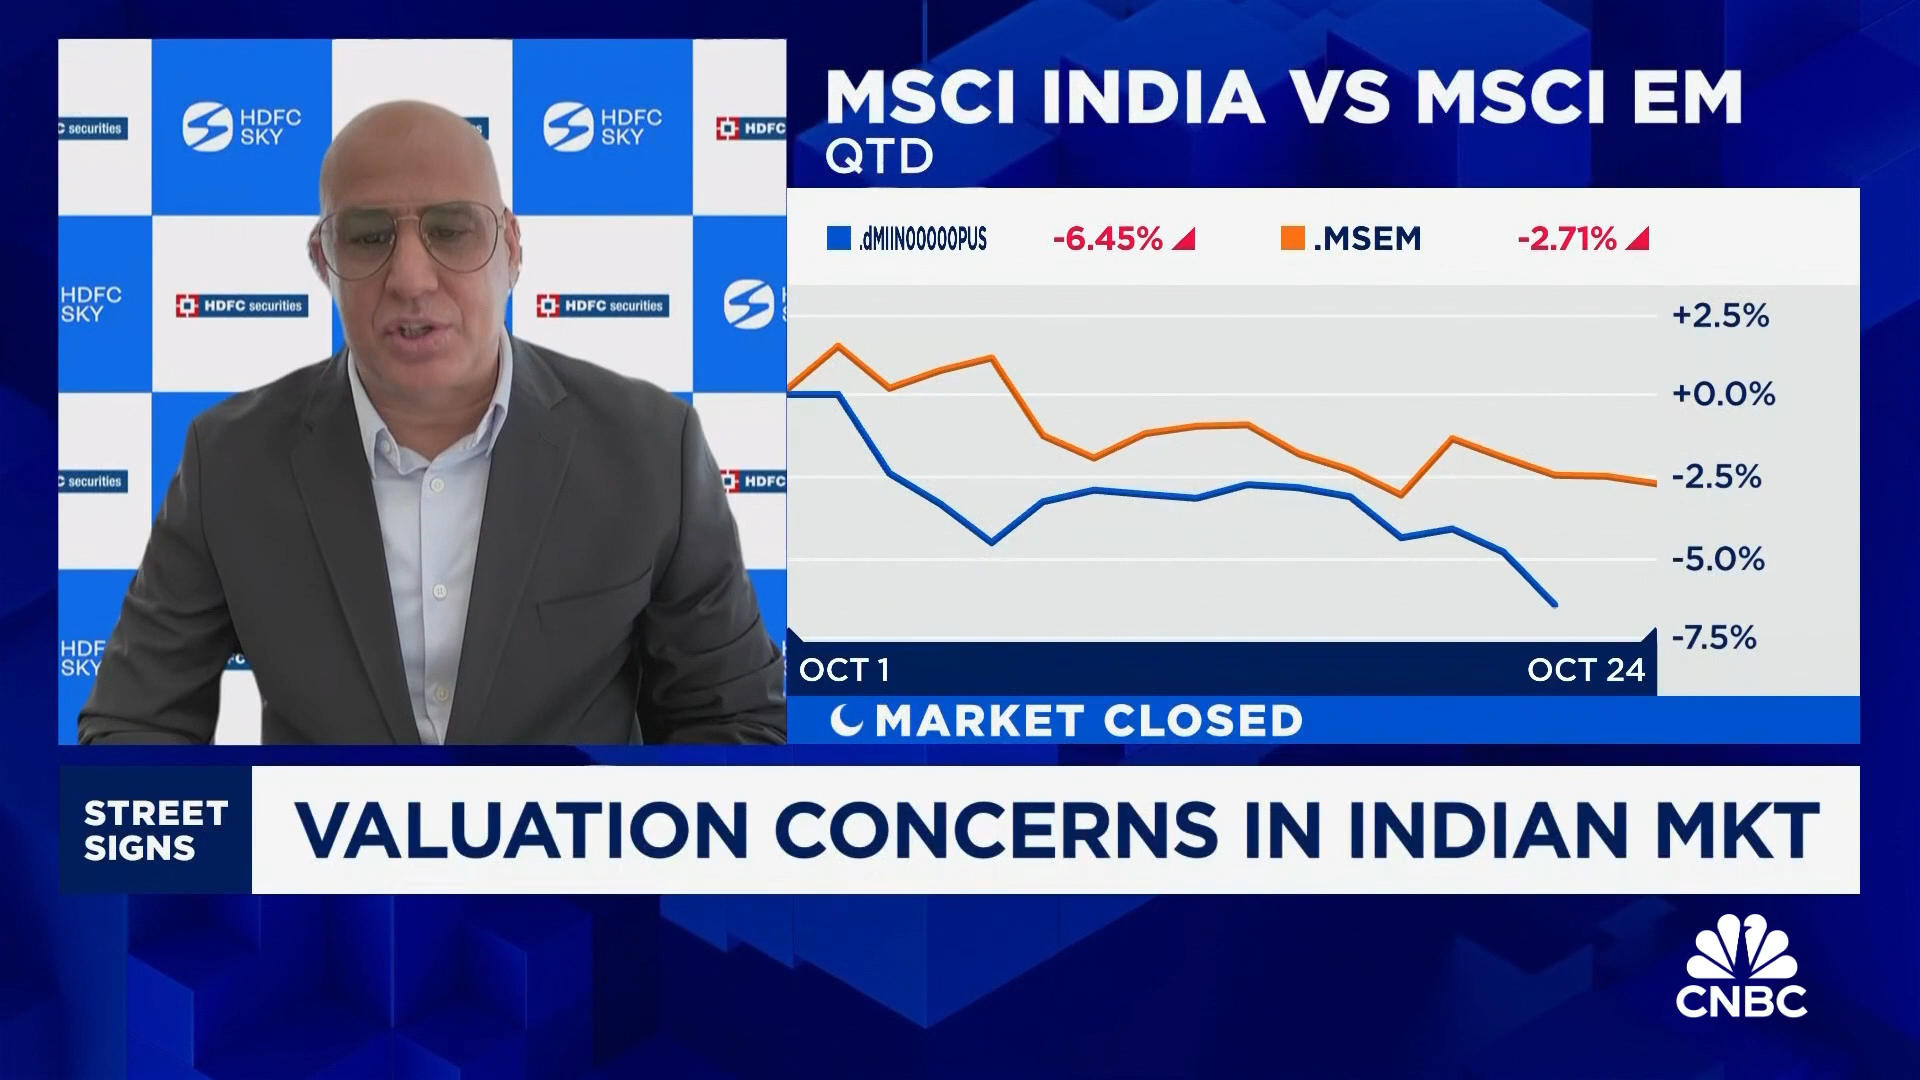 C securities
HDFC
SKY
HDFC
SKY
HDFC
HDFC
SKY
HDFC securities
HDFC securities
C securities
HDFC
HDF
SKY
MSCI INDIA VS MSCI EM
QTD
.dMIIN00000PUS -6.45% .MSEM -2.71%
+2.5%
+0.0%
-2.5%
-5.0%
-7.5%
OCT 1 OCT 24
MARKET CLOSED
STREET
SIGNS
VALUATION CONCERNS IN INDIAN MKT
CNBC